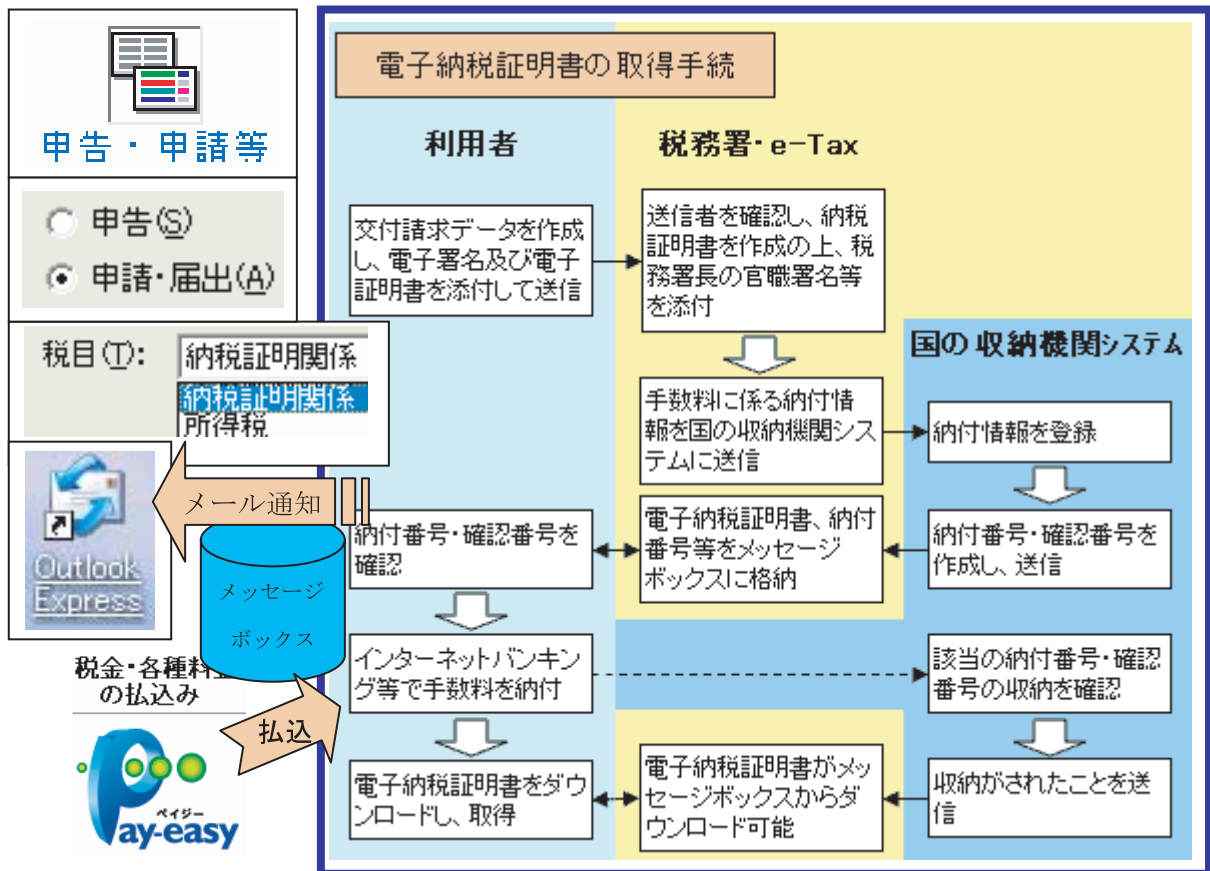 申告・申請等
申告(S)
申請・届出(A)
税目(T):
納税証明関係
納税証明関係
所得税
Outlook
Express
メール通知
メッセージ
ボックス
税金・各種料金
の払込み
払込
ペイジー
Pay-easy
電子納税証明書の取得手続
利用者
税務署・e-Tax
交付請求データを作成
し、電子署名及び電子
証明書を添付して送信
送信者を確認し、納税
証明書を作成の上、税
務署長の官職署名等
を添付
国の収納機関システム
手数料に係る納付情
報を国の収納機関シス
テムに送信
納付情報を登録
納付番号・確認番号を
作成し、送信
電子納税証明書、納付
番号等をメッセージ
ボックスに格納
納付番号・確認番号を
確認
インターネットバンキン
グ等で手数料を納付
該当の納付番号・確認
番号の収納を確認
収納がされたことを送
信
電子納税証明書がメッ
セージボックスからダ
ウンロード可能
電子納税証明書をダウ
ンロードし、取得